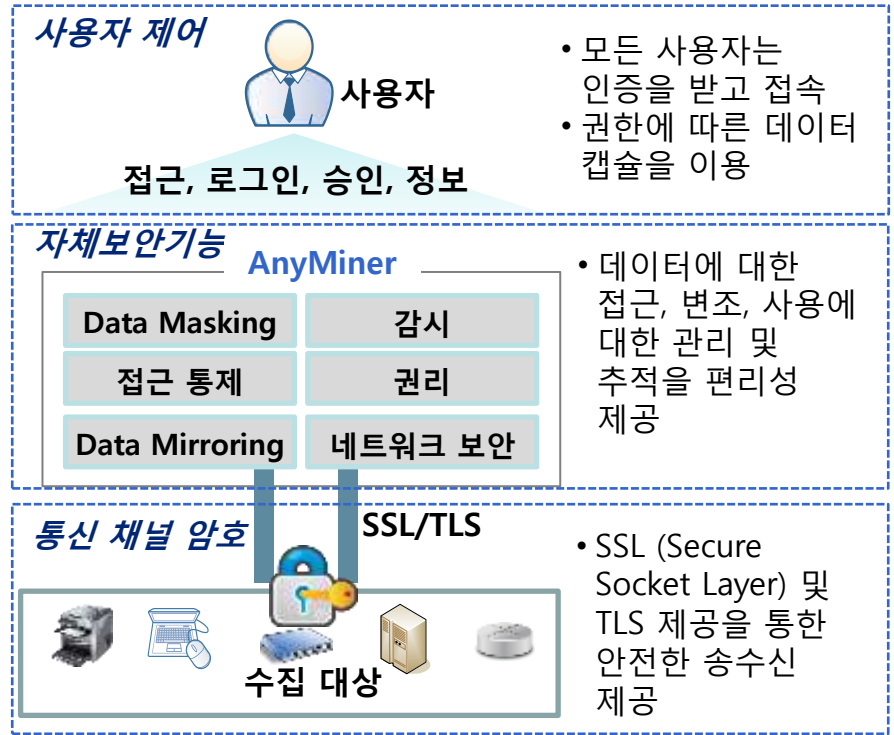 사용자 제어
사용자
접근, 로그인, 승인, 정보
• 모든 사용자는
인증을 받고 접속
• 권한에 따른 데이터
캡슐을 이용
자체보안기능
AnyMiner
Data Masking
감시
접근 통제
권리
Data Mirroring
네트워크 보안
• 데이터에 대한
접근, 변조, 사용에
대한 관리 및
추적을 편리성
제공
통신 채널 암호
SSL/TLS
수집 대상
• SSL (Secure
Socket Layer) 및
TLS 제공을 통한
안전한 송수신
제공